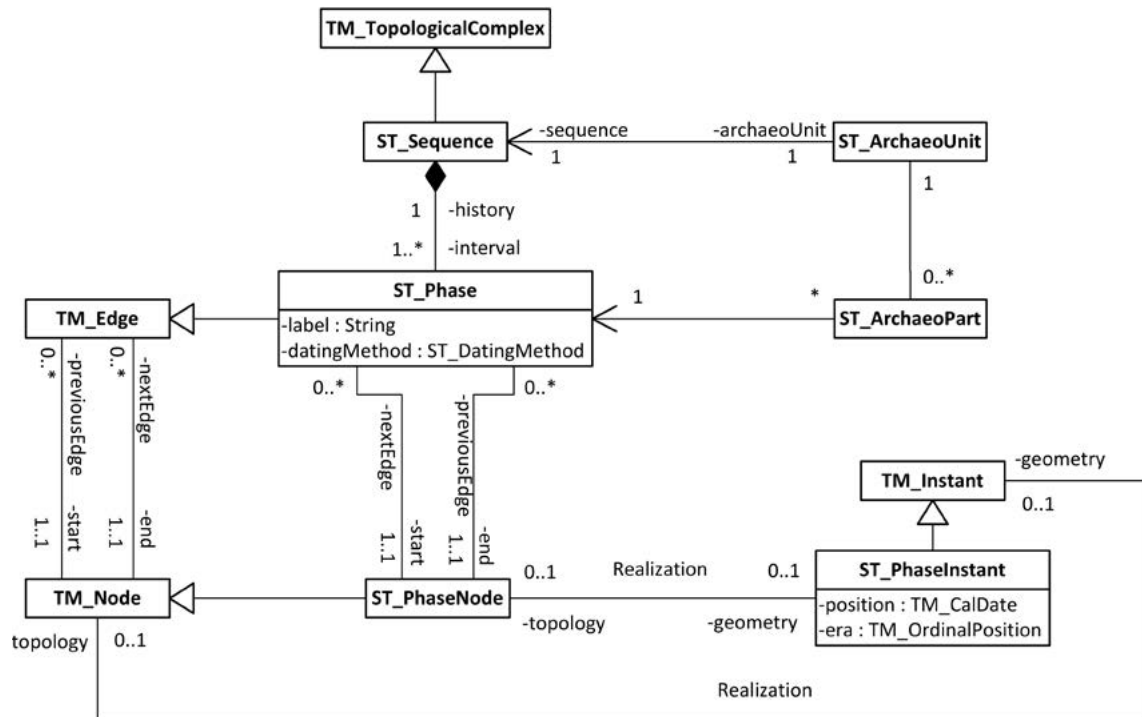 TM_TopologicalComplex
ST_Sequence
-sequence
-archaeoUnit
ST_ArchaeoUnit
1
1
1
1
-history
1..*
-interval
0..*
ST_Phase
-label : String
-datingMethod : ST_DatingMethod
1
*
ST_ArchaeoPart
TM_Edge
0..*
-previousEdge
0..*
-nextEdge
0..*
0..*
-nextEdge
-previousEdge
TM_Instant
-geometry
0..1
1..1
-start
1..1
-end
1..1
-start
1..1
-end
TM_Node
ST_PhaseNode
0..1
Realization
0..1
-topology
-geometry
ST_PhaseInstant
-position : TM_CalDate
-era : TM_OrdinalPosition
topology
0..1
Realization